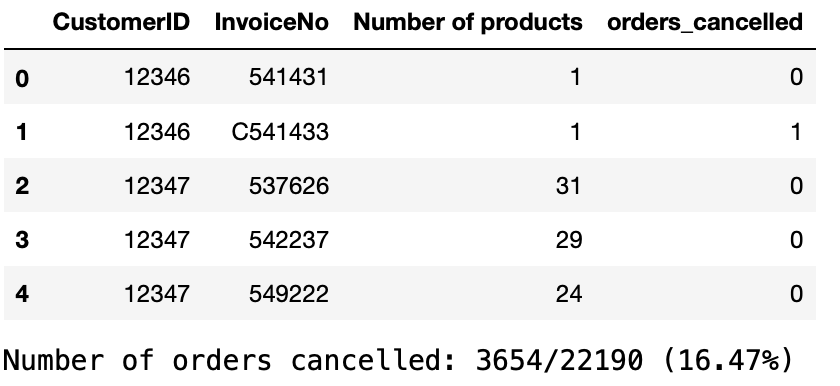 CustomerID InvoiceNo Number of products orders_cancelled
0 12346 541431 1 0
1 12346 C541433 1 1
2 12347 537626 31 0
3 12347 542237 29 0
4 12347 549222 24 0
Number of orders cancelled: 3654/22190 (16.47%)